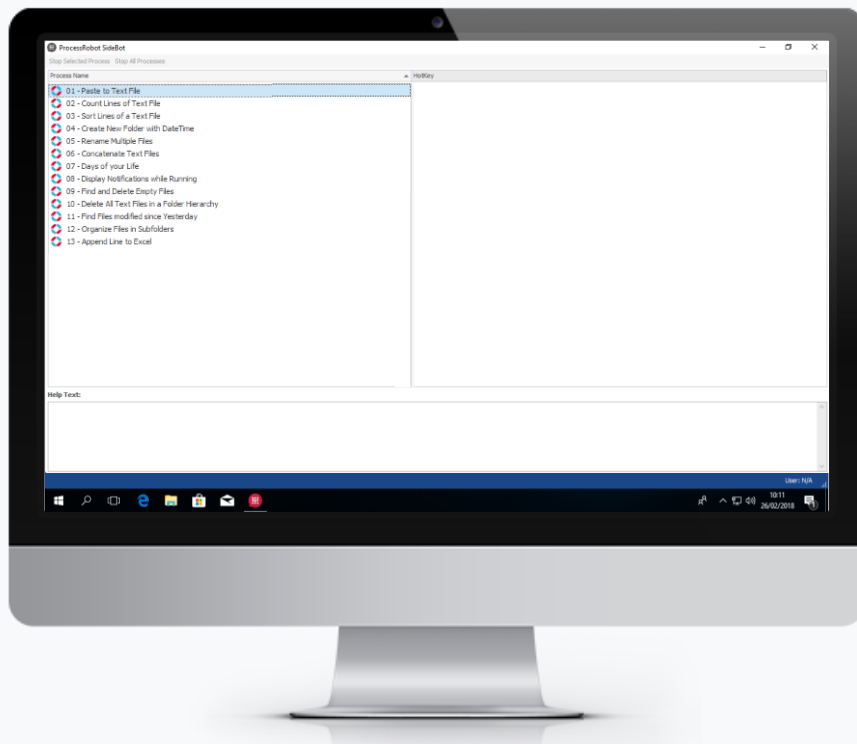 ProcessRobot SideBot
Stop Selected Process Stop All Processes
Process Name HotKey
01 - Paste to Text File
02 - Count Lines of Text File
03 - Sort Lines of a Text File
04 - Create New Folder with DateTime
05 - Rename Multiple Files
06 - Concatenate Text Files
07 - Days of your Life
08 - Display Notifications while Running
09 - Find and Delete Empty Files
10 - Delete All Text Files in a Folder Hierarchy
11 - Find Files modified since Yesterday
12 - Organize Files in Subfolders
13 - Append Line to Excel
Help Text:
User: N/A
10:11
26/02/2018